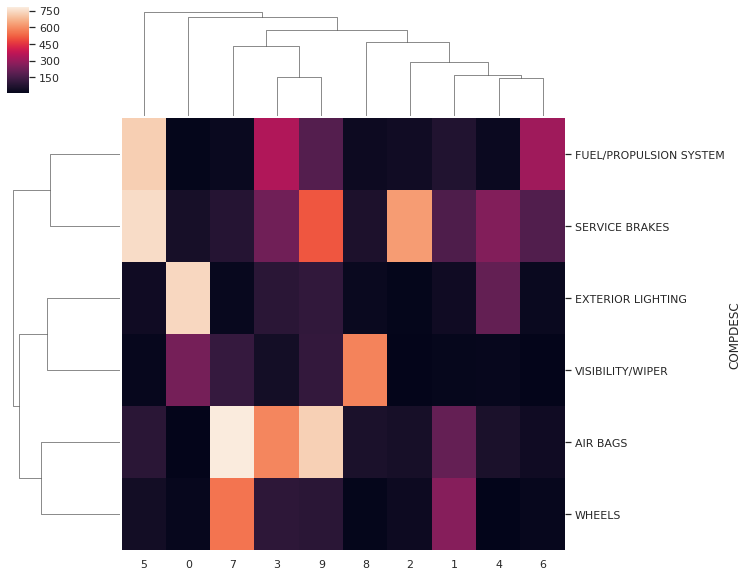 750
600
450
300
150
FUEL/PROPULSION SYSTEM
SERVICE BRAKES
EXTERIOR LIGHTING
VISIBILITY/WIPER
AIR BAGS
WHEELS
COMPDESC
5 0 7 3 9 8 2 1 4 6